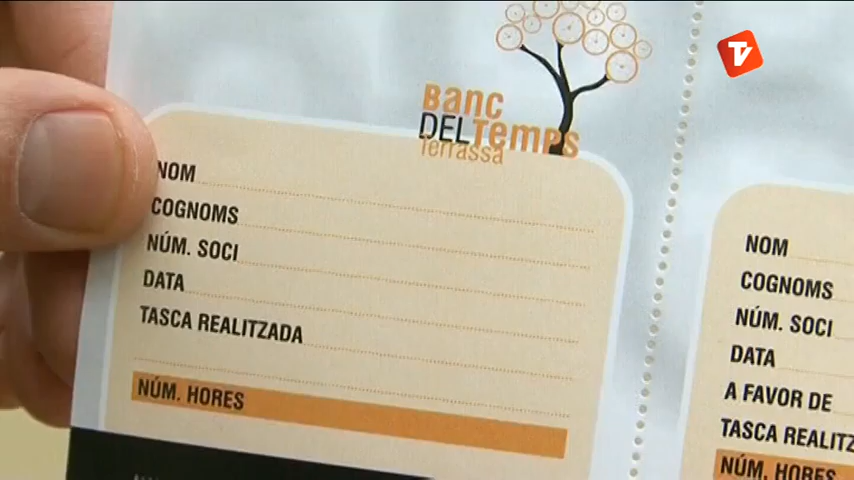 TV
Banc
DEL Temps
Terrassa
NOM
COGNOMS
NÚM. SOCI
DATA
TASCA REALITZADA
NÚM. HORES
NOM
COGNOMS
NÚM. SOCI
DATA
A FAVOR DE
TASCA
NÚM. HORES